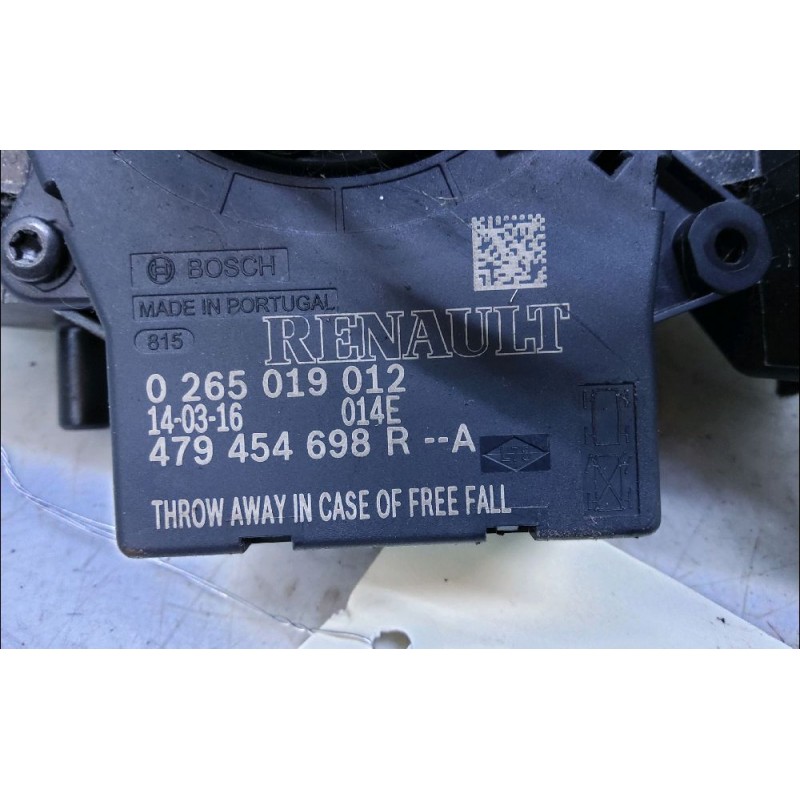 BOSCH
MADE IN PORTUGAL
815
RENAULT
0 265 019 012
14-03-16 014E
479 454 698 R --A
THROW AWAY IN CASE OF FREE FALL